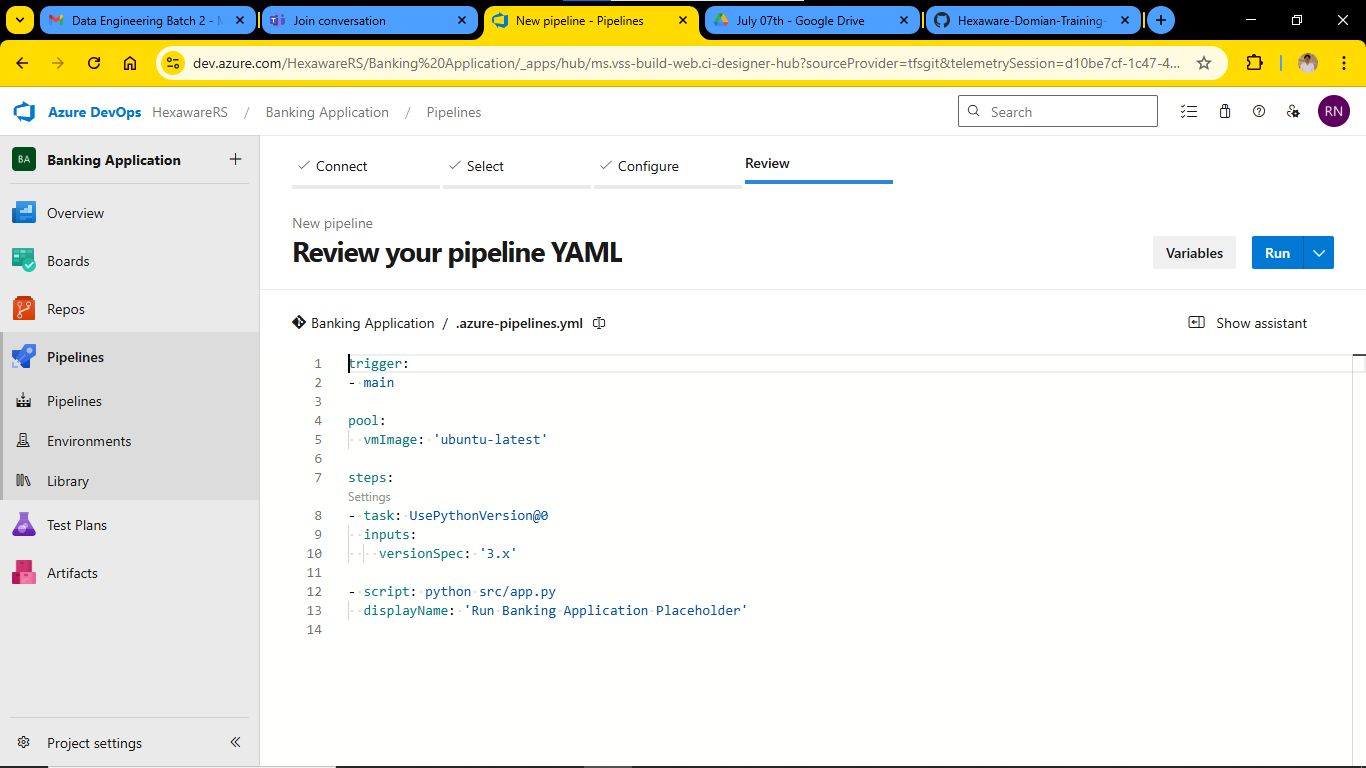 Data Engineering Batch 2 - N
Join conversation
New pipeline - Pipelines
July 07th - Google Drive
Hexaware-Domian-Training-
dev.azure.com/HexawareRS/Banking%20Application/_apps/hub/ms.vss-build-web.ci-designer-hub?sourceProvider=tfsgit&telemetrySession=d10be7cf-1c47-4...
Azure DevOps HexawareRS / Banking Application / Pipelines
Search
RN
BA Banking Application +
Overview
Boards
Repos
Pipelines
Pipelines
Environments
Library
Test Plans
Artifacts
Project settings
Connect
Select
Configure
Review
New pipeline
Review your pipeline YAML
Variables
Run
Banking Application / .azure-pipelines.yml
Show assistant
1 trigger:
2 - main
3
4 pool:
5 vmImage: 'ubuntu-latest'
6
7 steps:
Settings
8 - task: UsePythonVersion@0
9 inputs:
10 versionSpec: '3.x'
11
12 - script: python src/app.py
13 displayName: 'Run Banking Application Placeholder'
14